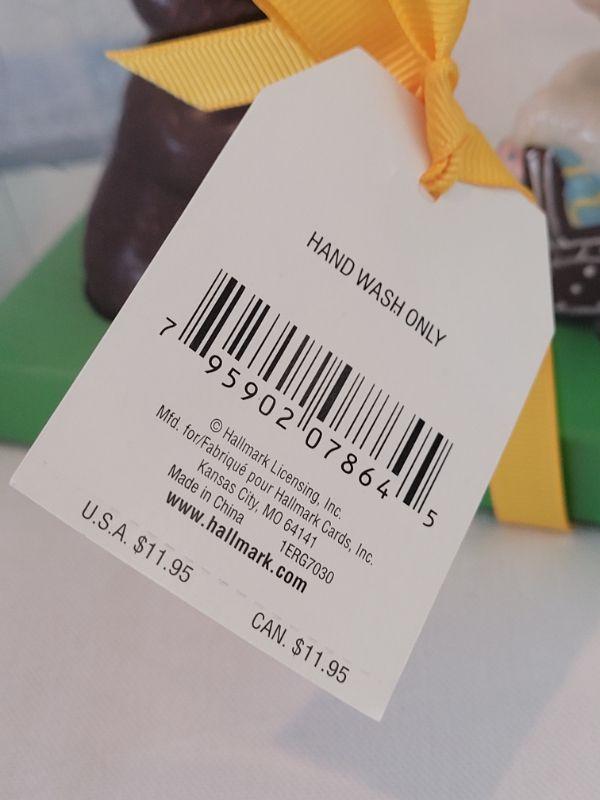 HAND WASH ONLY
7 95902 07864 5
© Hallmark Licensing, Inc.
Mfd. for/Fabriqué pour Hallmark Cards, Inc.
Kansas City, MO 64141
Made in China 1ERG7030
www.hallmark.com
U.S.A. $11.95 CAN. $11.95